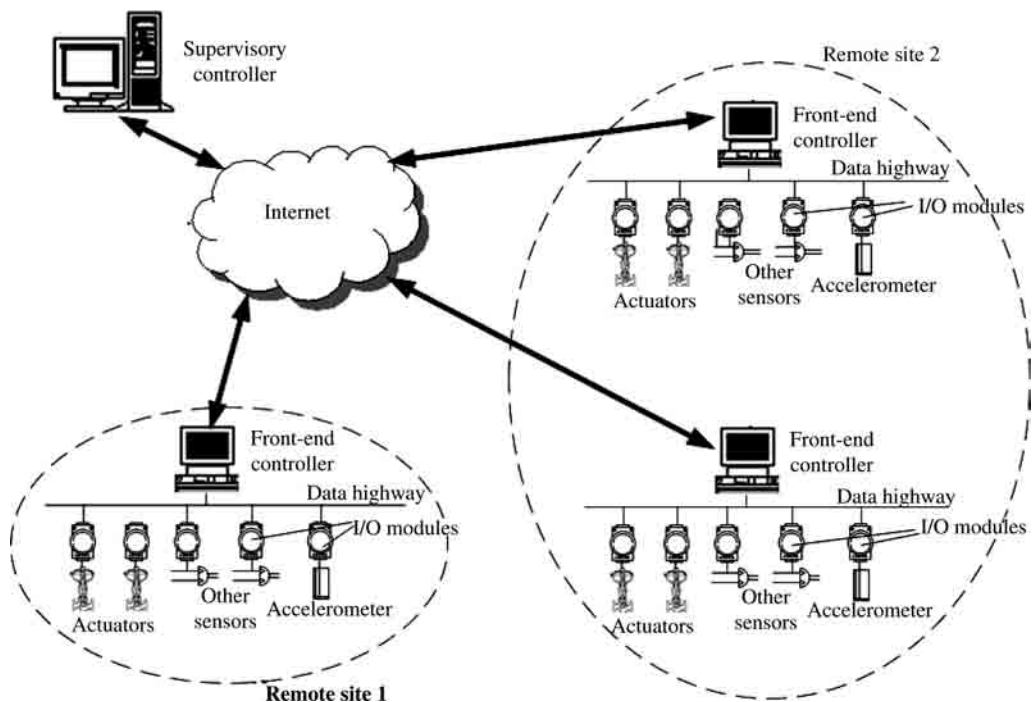 Supervisory
controller
Internet
Remote site 2
Front-end
controller
Data highway
I/O modules
Actuators
Other
sensors
Accelerometer
Front-end
controller
Data highway
I/O modules
Actuators
Other
sensors
Accelerometer
Front-end
controller
Data highway
I/O modules
Actuators
Other
sensors
Accelerometer
Remote site 1